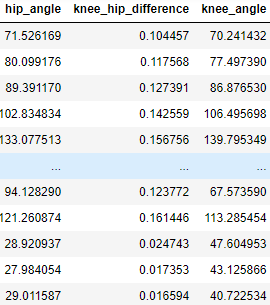 hip_angle knee_hip_difference knee_angle
71.526169 0.104457 70.241432
80.099176 0.117568 77.497390
89.391170 0.127391 86.876530
102.834834 0.142559 106.495698
133.077513 0.156756 139.795349
... ... ...
94.128290 0.123772 67.573590
121.260874 0.161446 113.285454
28.920937 0.024743 47.604953
27.984054 0.017353 43.125866
29.011587 0.016594 40.722534